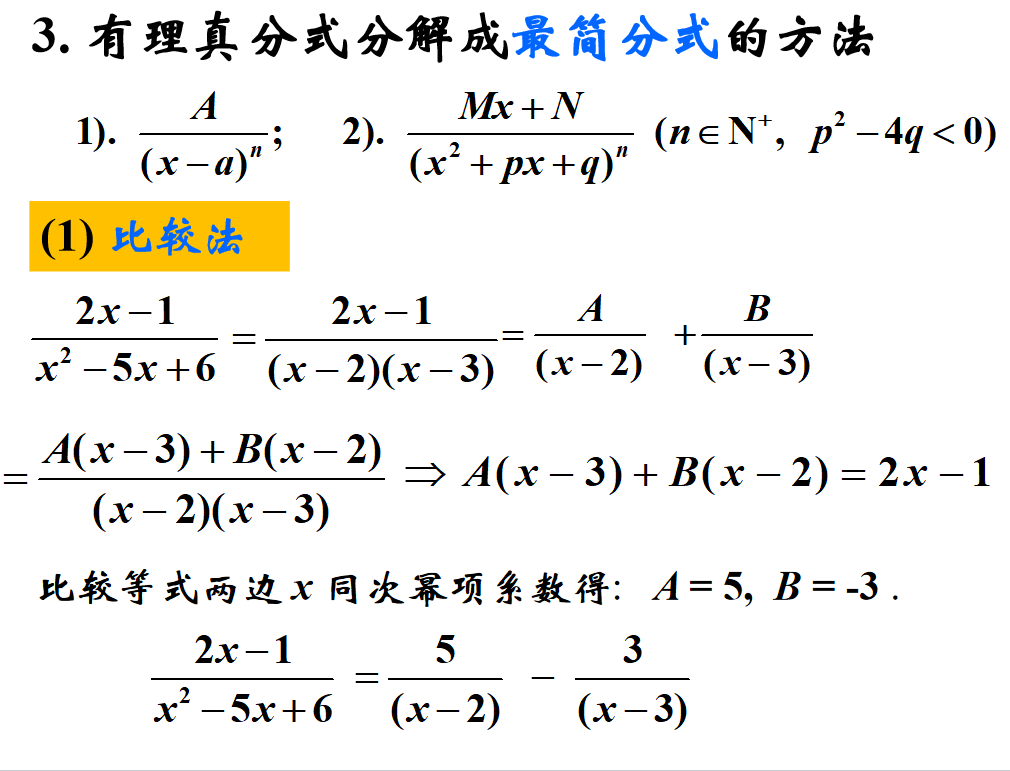 3. 有理真分式分解成最简分式的方法
1). \frac{A}{(x-a)^n}; 2). \frac{Mx+N}{(x^2+px+q)^n} (n∈N^+, p^2-4q<0)
(1) 比较法
\frac{2x-1}{x^2-5x+6} = \frac{2x-1}{(x-2)(x-3)} = \frac{A}{(x-2)} + \frac{B}{(x-3)}
= \frac{A(x-3)+B(x-2)}{(x-2)(x-3)} ⇒ A(x-3)+B(x-2)=2x-1
比较等式两边x同次幂项系数得: A = 5, B = -3 .
\frac{2x-1}{x^2-5x+6} = \frac{5}{(x-2)} - \frac{3}{(x-3)}